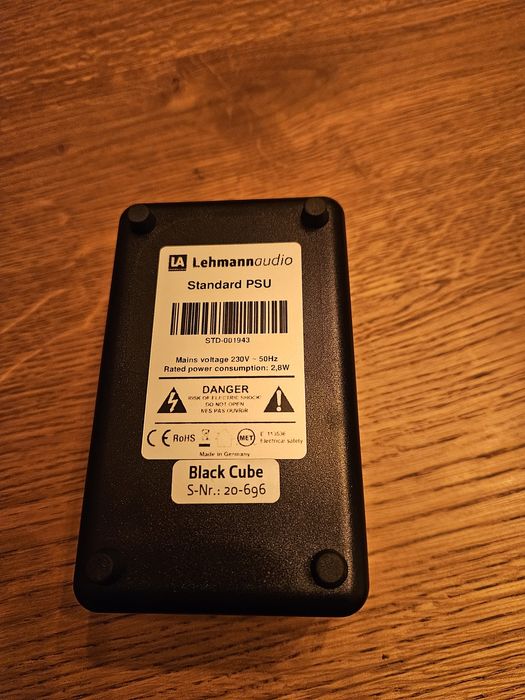 LA Lehmannaudio
Standard PSU
STD-001943
Mains voltage 230V ~ 50Hz
Rated power consumption: 2,8W
DANGER
RISK OF ELECTRIC SHOCK!
DO NOT OPEN
NES PAS OUVRIR
CE RoHS MET E 113536
Electrical safety
Made in Germany
Black Cube
S-Nr.: 20-696